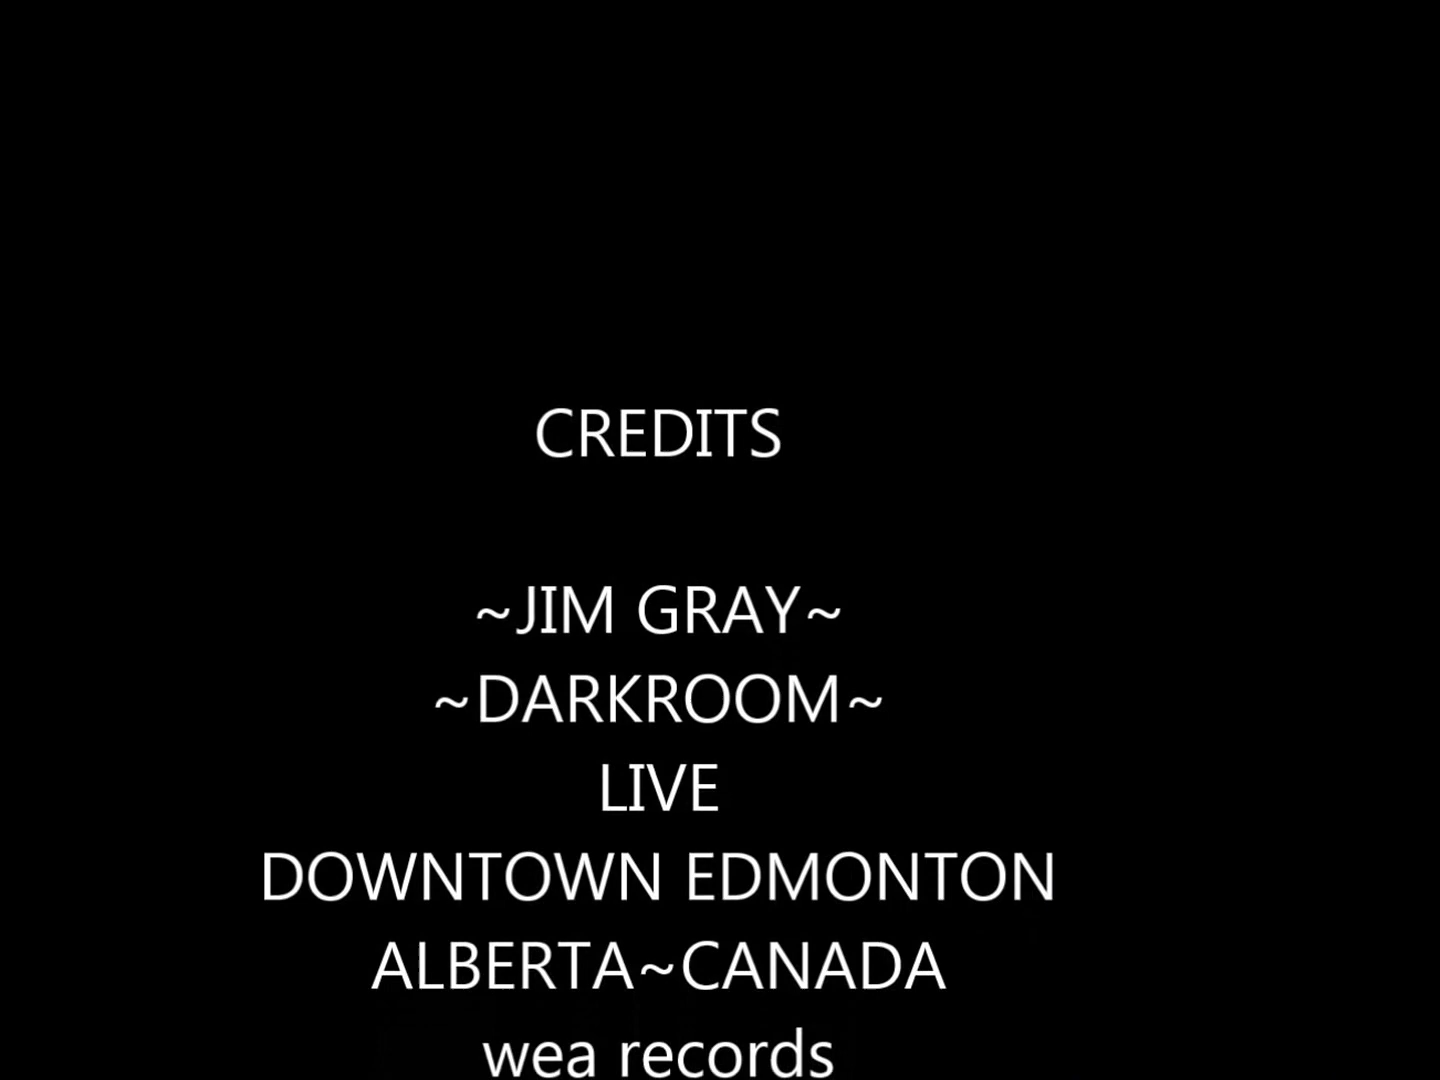 CREDITS
~JIM GRAY~
~DARKROOM~
LIVE
DOWNTOWN EDMONTON
ALBERTA~CANADA
wea records